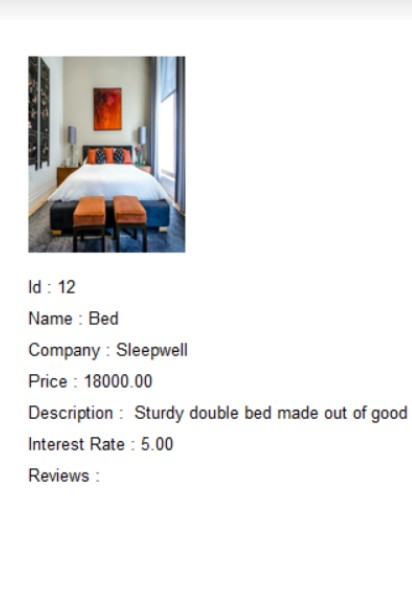 Id : 12
Name : Bed
Company : Sleepwell
Price : 18000.00
Description :  Sturdy double bed made out of good
Interest Rate : 5.00
Reviews :